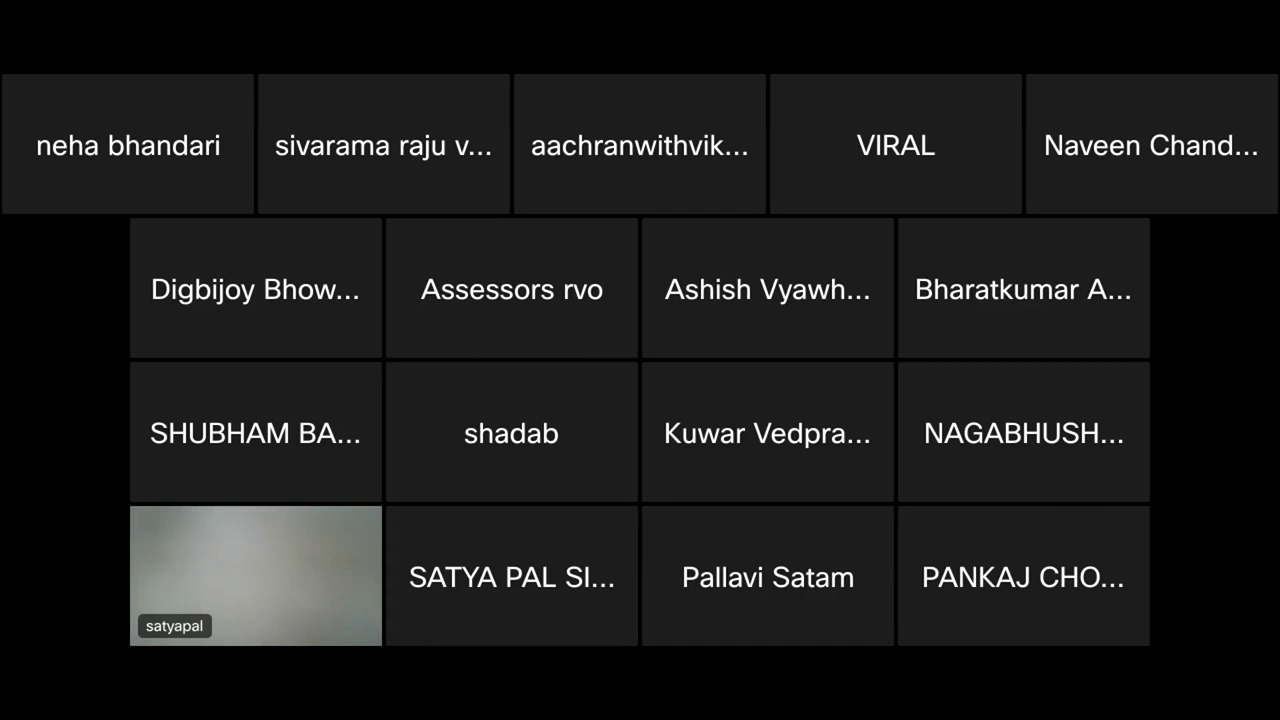 neha bhandari
sivarama raju v...
aachranwithvik...
VIRAL
Naveen Chand...
Digbijoy Bhow...
Assessors rvo
Ashish Vyawh...
Bharatkumar A...
SHUBHAM BA...
shadab
Kuwar Vedpra...
NAGABHUSH...
satyapal
SATYA PAL SI...
Pallavi Satam
PANKAJ CHO...